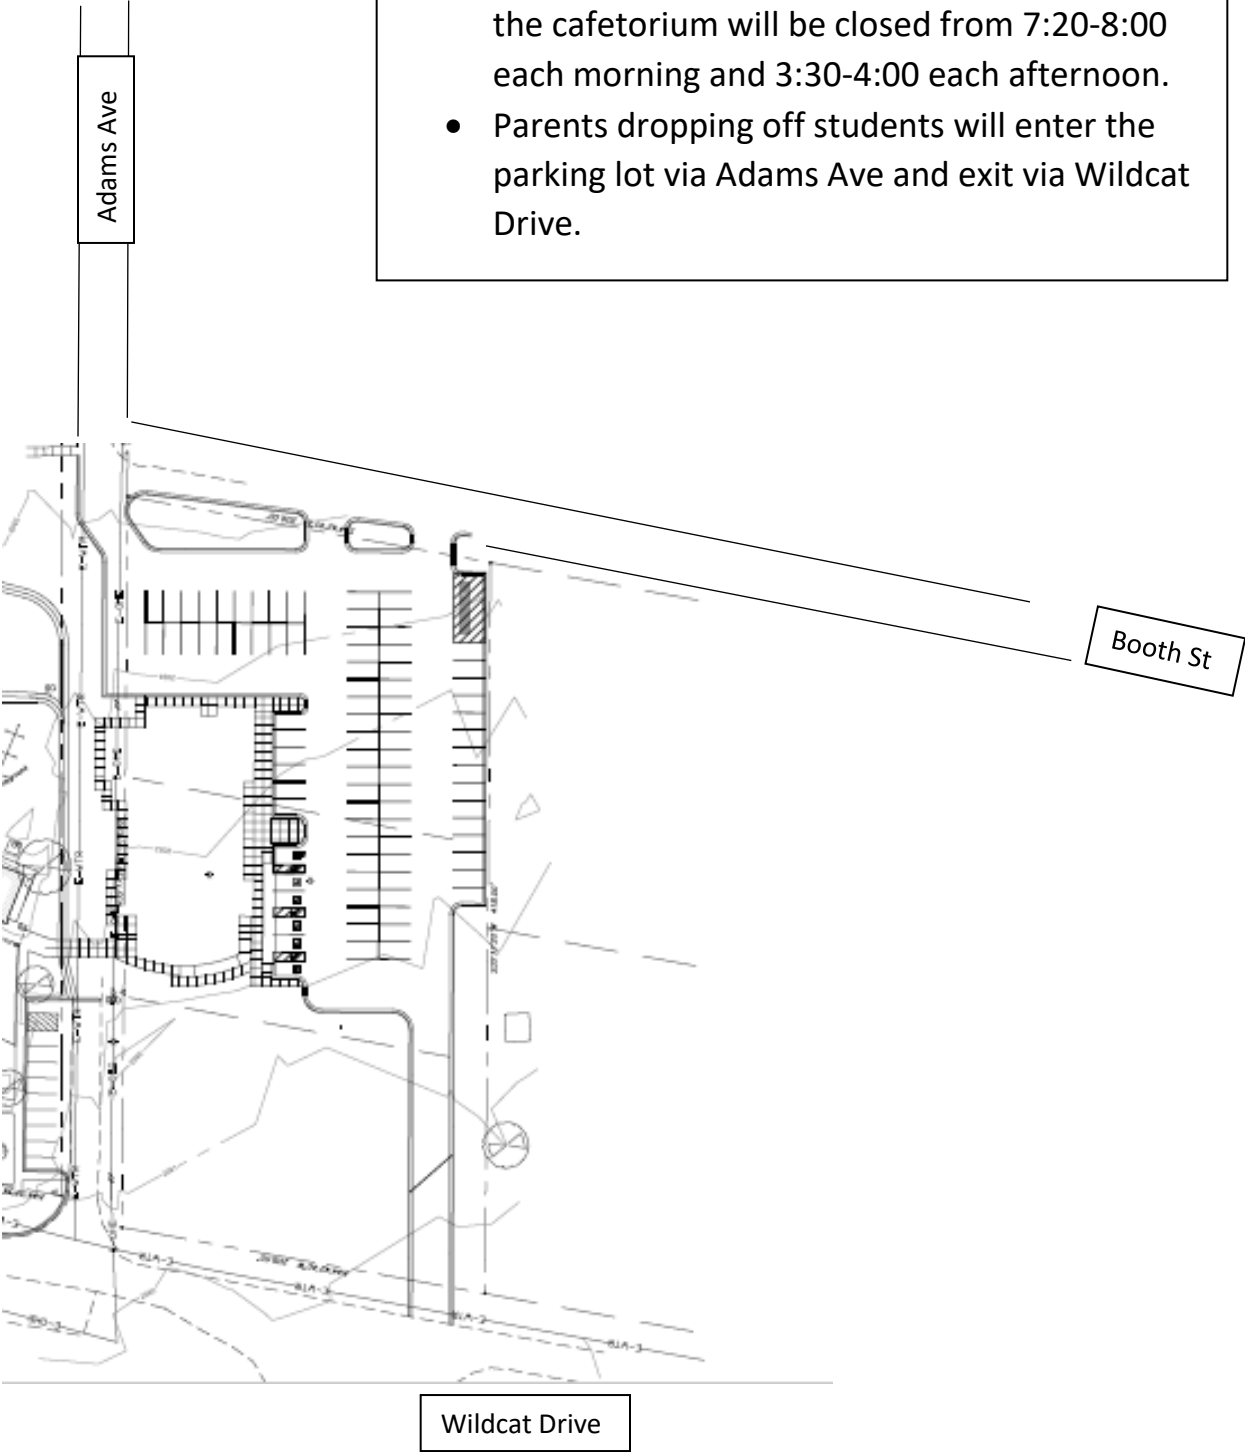 the cafetorium will be closed from 7:20-8:00
each morning and 3:30-4:00 each afternoon.
• Parents dropping off students will enter the
parking lot via Adams Ave and exit via Wildcat
Drive.
Adams Ave
Booth St
Wildcat Drive